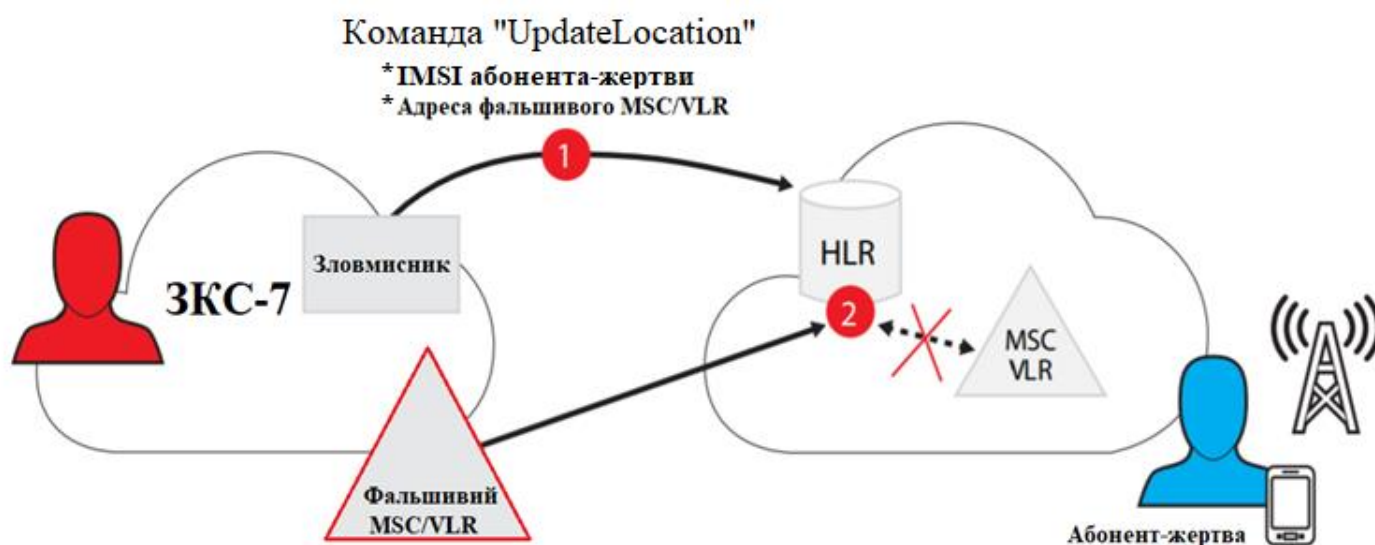 Команда "UpdateLocation"
*IMSI абонента-жертви
*Адреса фальшивого MSC/VLR
1
Зловмисник
HLR
ЗКС-7
2
MSC
VLR
Фальшивий
MSC/VLR
Абонент-жертва